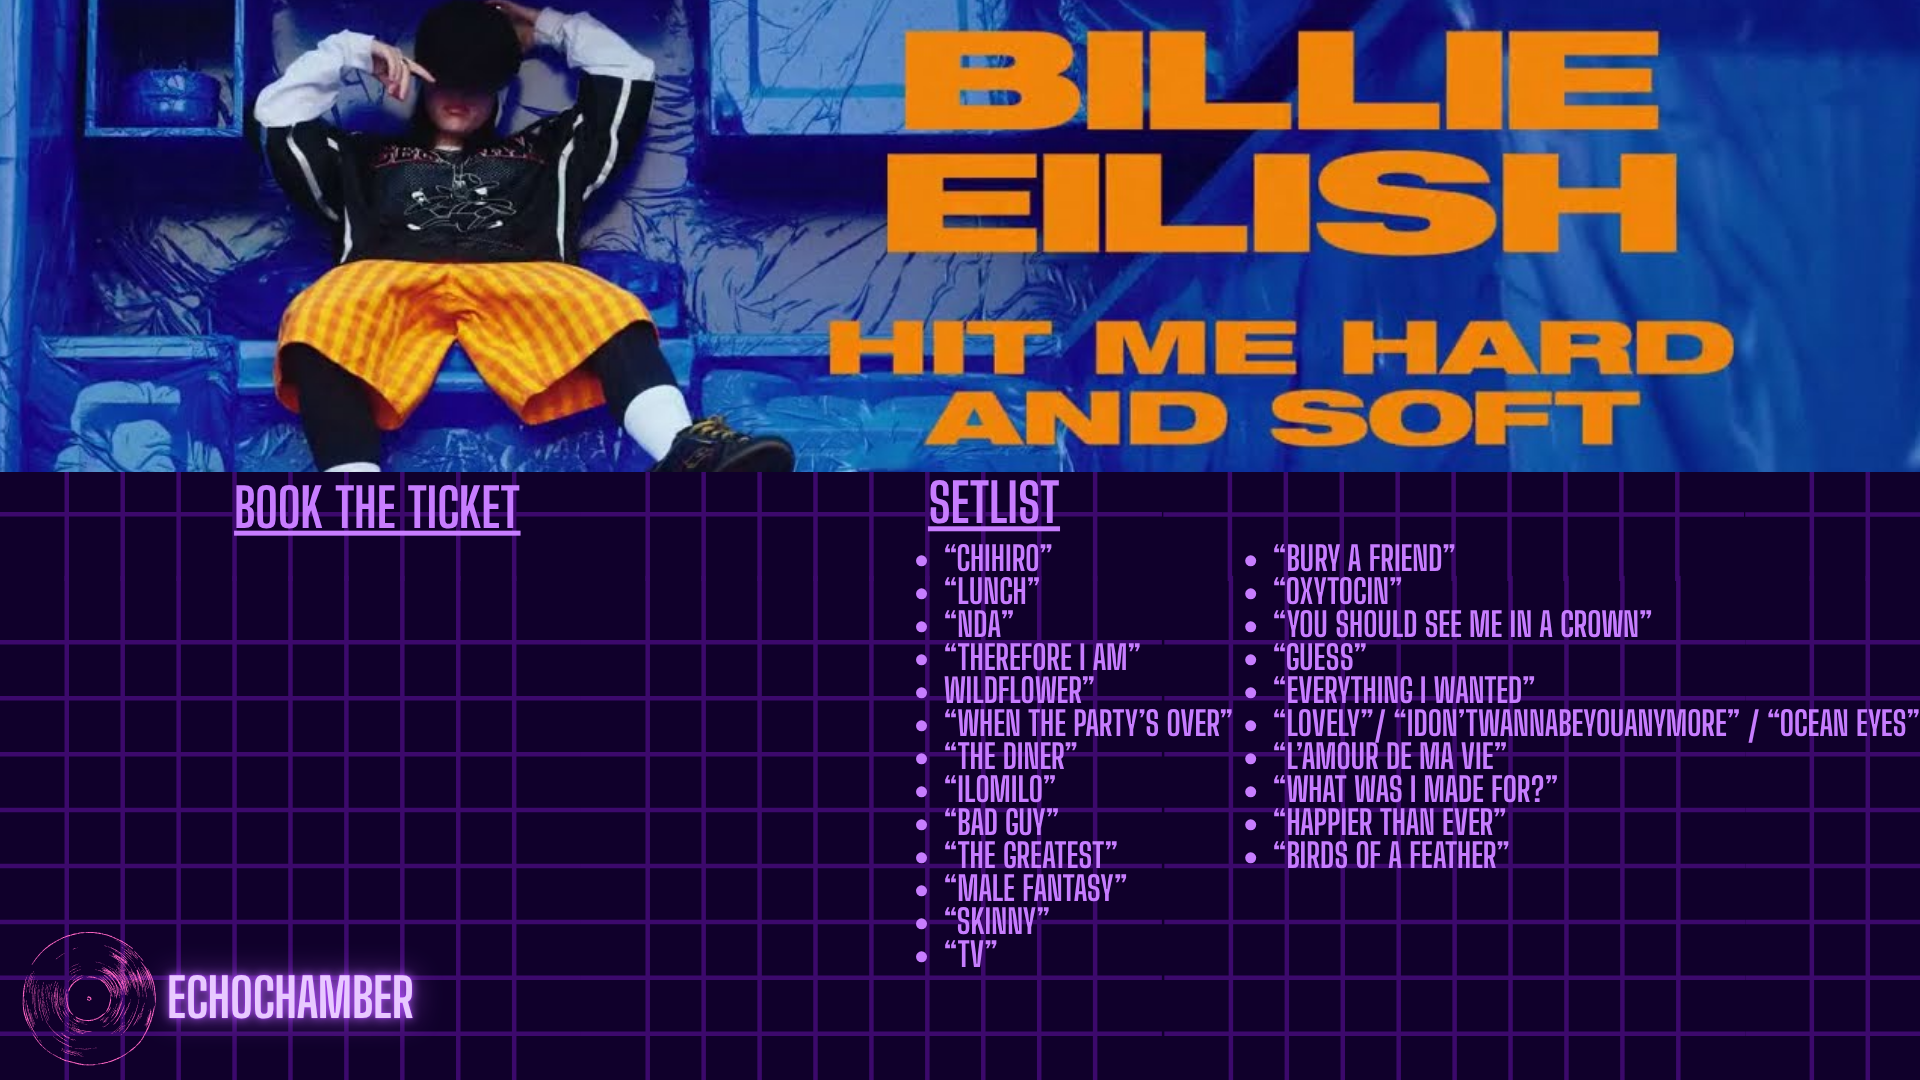 BILLIE
EILISH
HIT ME HARD
AND SOFT
BOOK THE TICKET
SETLIST
• “CHIHIRO”
• “LUNCH”
• “NDA”
• “THEREFORE I AM”
• WILDFLOWER”
• “WHEN THE PARTY’S OVER”
• “THE DINER”
• “ILOMILO”
• “BAD GUY”
• “THE GREATEST”
• “MALE FANTASY”
• “SKINNY”
• “TV”
• “BURY A FRIEND”
• “OXYTOCIN”
• “YOU SHOULD SEE ME IN A CROWN”
• “GUESS”
• “EVERYTHING I WANTED”
• “LOVELY”/ “IDON’TWANNABEYOUANYMORE” / “OCEAN EYES”
• “L’AMOUR DE MA VIE”
• “WHAT WAS I MADE FOR?”
• “HAPPIER THAN EVER”
• “BIRDS OF A FEATHER”
ECHOCHAMBER